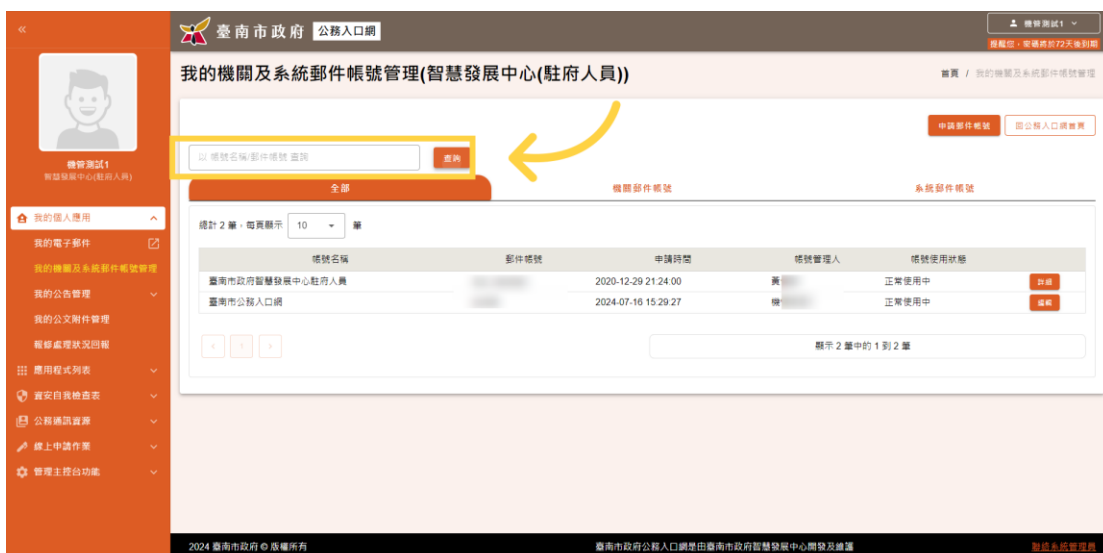 臺南市政府 公務入口網
機管測試1
提醒您,密碼將於72天後到期
我的機關及系統郵件帳號管理(智慧發展中心(駐府人員))
首頁 / 我的機關及系統郵件帳號管理
申請郵件帳號 回公務入口網首頁
以 帳號名稱/郵件帳號 查詢 查詢
全部 機關郵件帳號 系統郵件帳號
總計 2 筆,每頁顯示 10 筆
帳號名稱 郵件帳號 申請時間 帳號管理人 帳號使用狀態
臺南市政府智慧發展中心駐府人員 2020-12-29 21:24:00 黃 正常使用中 詳細
臺南市公務入口網 2024-07-16 15:29:27 機 正常使用中 編輯
顯示 2 筆中的 1 到 2 筆
機管測試1
智慧發展中心(駐府人員)
我的個人應用
我的電子郵件
我的機關及系統郵件帳號管理
我的公告管理
我的公文附件管理
報修處理狀況回報
應用程式列表
資安自我檢查表
公務通訊資源
線上申請作業
管理主控台功能
2024 臺南市政府 © 版權所有 臺南市政府公務入口網是由臺南市政府智慧發展中心開發及維護 聯絡系統管理員